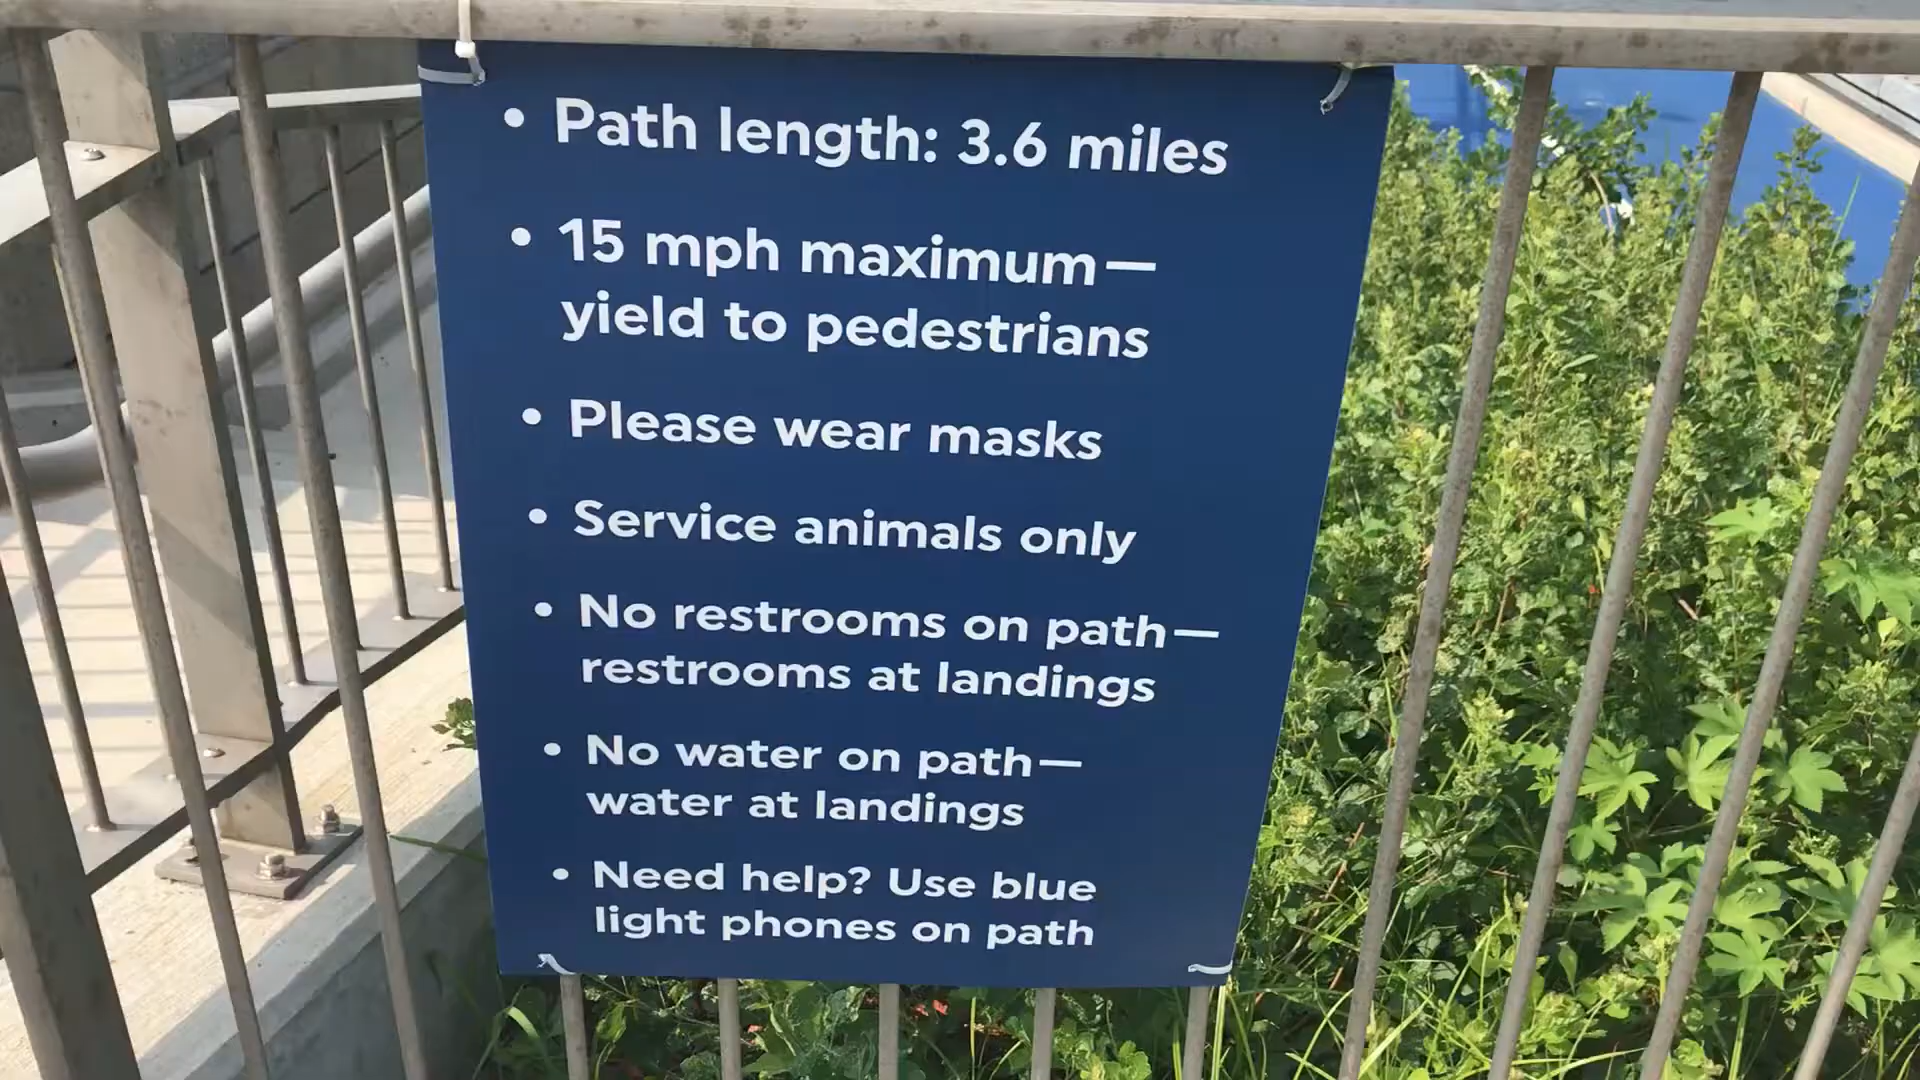 • Path length: 3.6 miles
• 15 mph maximum—
yield to pedestrians
• Please wear masks
• Service animals only
• No restrooms on path—
restrooms at landings
• No water on path—
water at landings
• Need help? Use blue
light phones on path